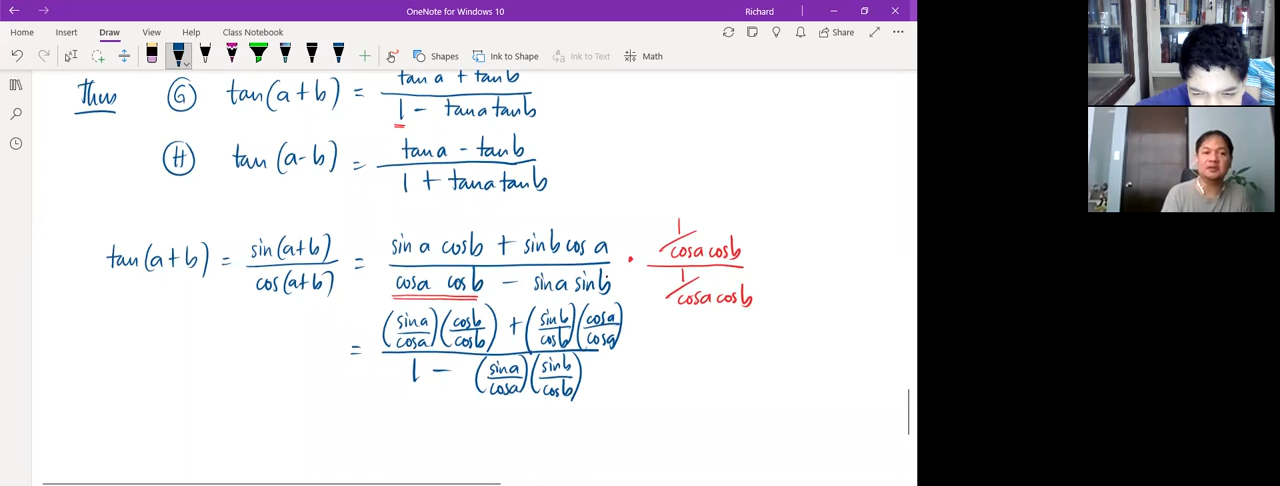 OneNote for Windows 10
Richard
Home Insert Draw View Help Class Notebook Share
Shapes Ink to Shape Ink to Text Math
Thus G tan(a+b) = (tan a + tan b)/(1 - tan a tan b)
H tan(a-b) = (tan a - tan b)/(1 + tan a tan b)
tan(a+b) = sin(a+b)/cos(a+b) = (sin a cos b + sin b cos a)/(cos a cos b - sin a sin b) · (1/cos a cos b)/(1/cos a cos b)
= ((sin a/cos a)(cos b/cos b) + (sin b/cos b)(cos a/cos a))/(1 - (sin a/cos a)(sin b/cos b))